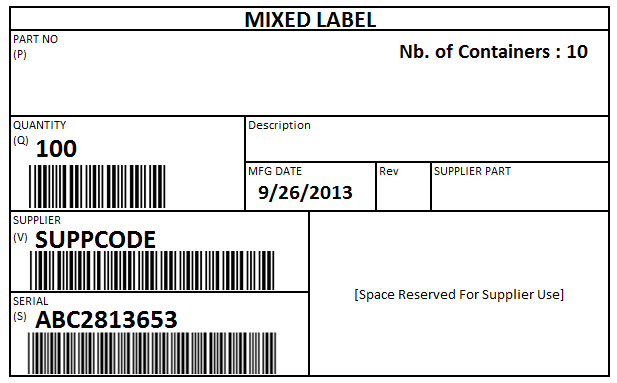 MIXED LABEL
PART NO
(P)
Nb. of Containers : 10
QUANTITY
(Q) 100
Description
MFG DATE
9/26/2013
Rev
SUPPLIER PART
SUPPLIER
(V) SUPPCODE
[Space Reserved For Supplier Use]
SERIAL
(S) ABC2813653